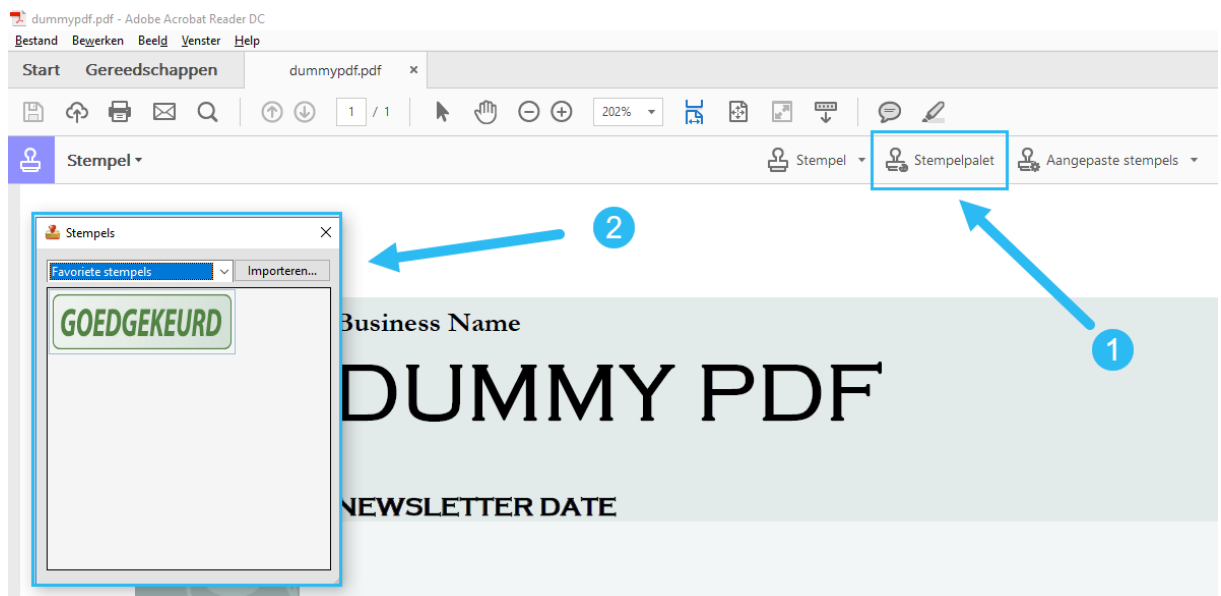 dummypdf.pdf - Adobe Acrobat Reader DC
Bestand Bewerken Beeld Venster Help
Start Gereedschappen dummypdf.pdf ×
1 / 1 202%
Stempel Stempel Stempelpalet Aangepaste stempels
2
Stempels
Favoriete stempels Importeren...
GOEDGEKEURD
1
Business Name
DUMMY PDF
NEWSLETTER DATE